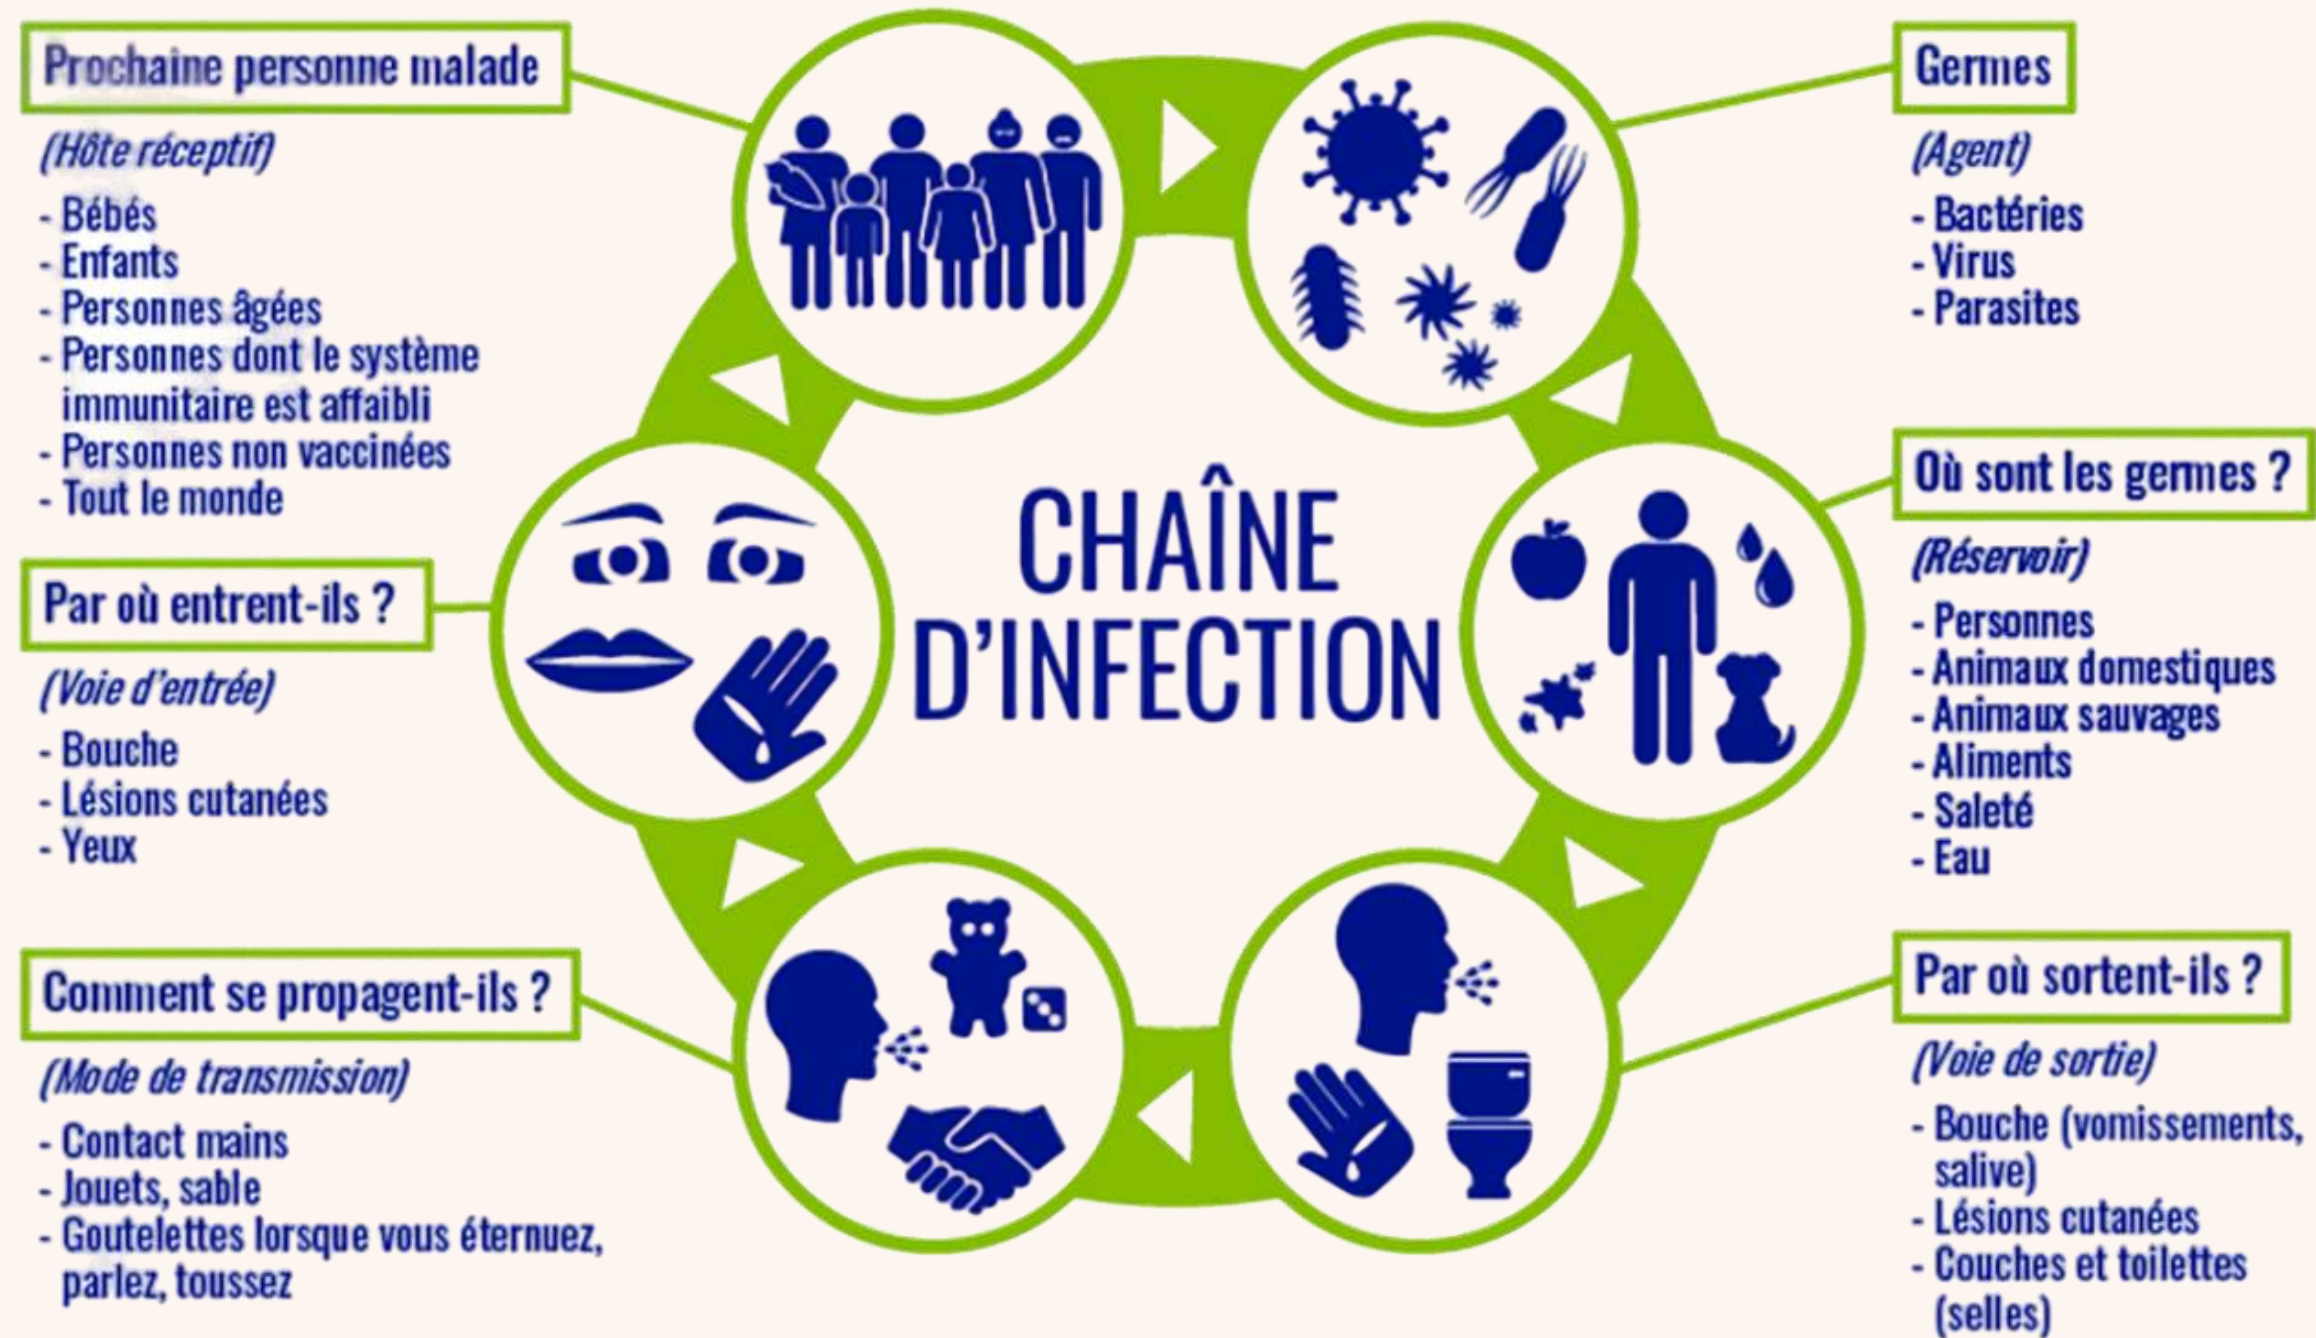 Prochaine personne malade
(Hôte réceptif)
- Bébés
- Enfants
- Personnes âgées
- Personnes dont le système
immunitaire est affaibli
- Personnes non vaccinées
- Tout le monde
Par où entrent-ils ?
(Voie d'entrée)
- Bouche
- Lésions cutanées
- Yeux
Comment se propagent-ils ?
(Mode de transmission)
- Contact mains
- Jouets, sable
- Goutelettes lorsque vous éternuez,
parlez, toussez
CHAÎNE
D'INFECTION
Germes
(Agent)
- Bactéries
- Virus
- Parasites
Où sont les germes ?
(Réservoir)
- Personnes
- Animaux domestiques
- Animaux sauvages
- Aliments
- Saleté
- Eau
Par où sortent-ils ?
(Voie de sortie)
- Bouche (vomissements,
salive)
- Lésions cutanées
- Couches et toilettes
(selles)